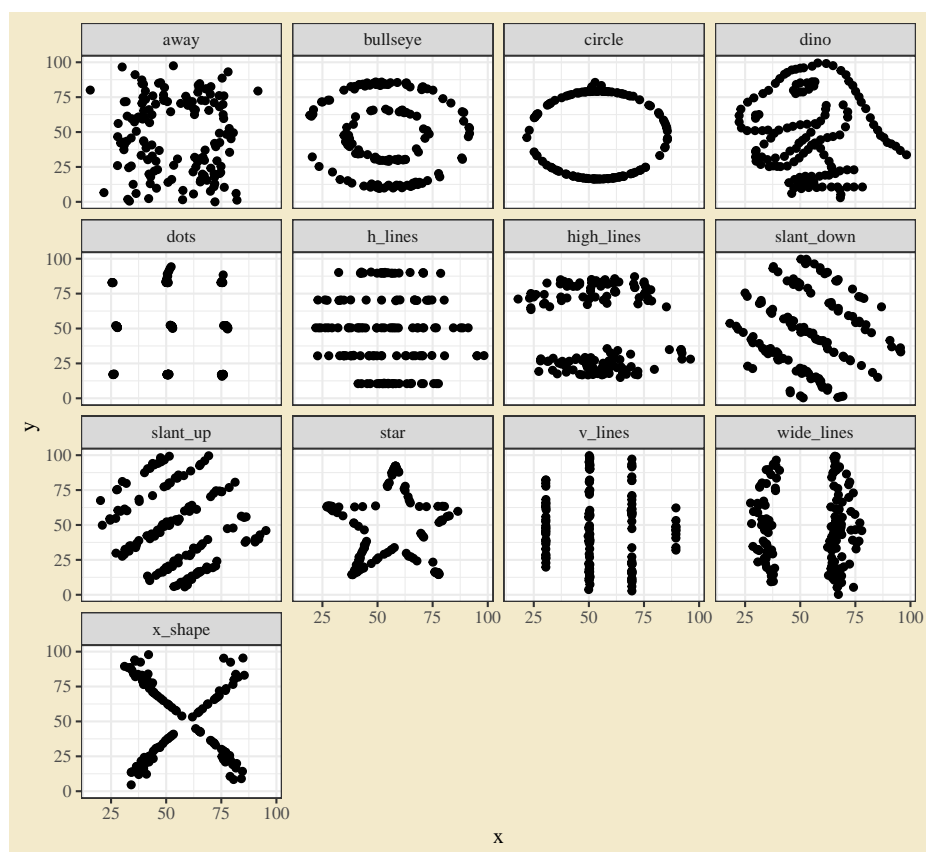 away bullseye circle dino
100
75
50
25
0
dots h_lines high_lines slant_down
100
75
50
25
0
slant_up star v_lines wide_lines
100
75
50
25
0
25 50 75 100 25 50 75 100 25 50 75 100
x_shape
100
75
50
25
0
25 50 75 100
x
y